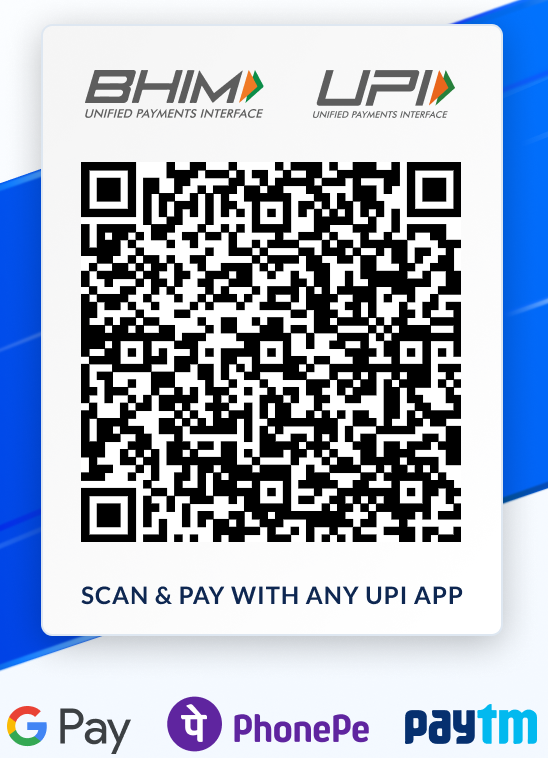 BHIM UPI
UNIFIED PAYMENTS INTERFACE UNIFIED PAYMENTS INTERFACE
SCAN & PAY WITH ANY UPI APP
G Pay पे PhonePe paytm